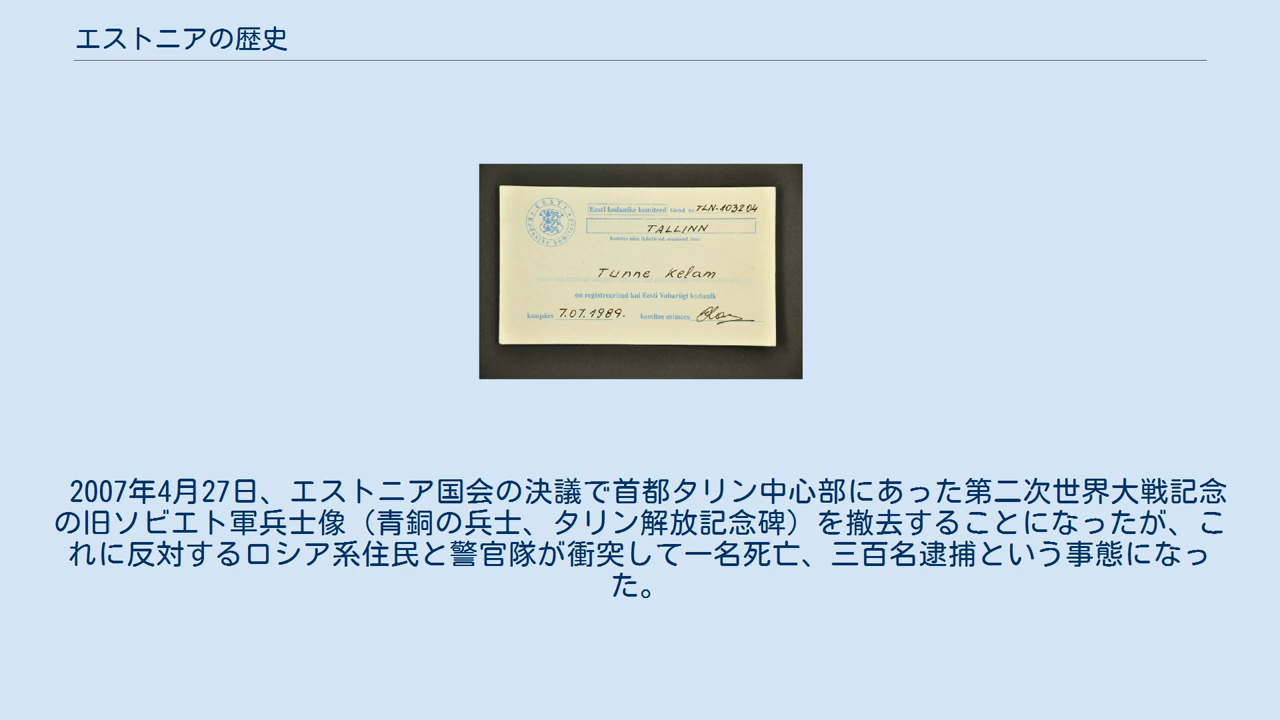 エストニアの歴史
EESTI
Eesti kodanike komiteed
TLN-103204
TALLINN
Tunne Kelam
on registreeritud kui Eesti Vabariigi kodanik
kuupäev 7.07.1989. komitee esimees
2007年4月27日、エストニア国会の決議で首都タリン中心部にあった第二次世界大戦記念
の旧ソビエト軍兵士像（青銅の兵士、タリン解放記念碑）を撤去することになったが、こ
れに反対するロシア系住民と警官隊が衝突して一名死亡、三百名逮捕という事態になっ
た。